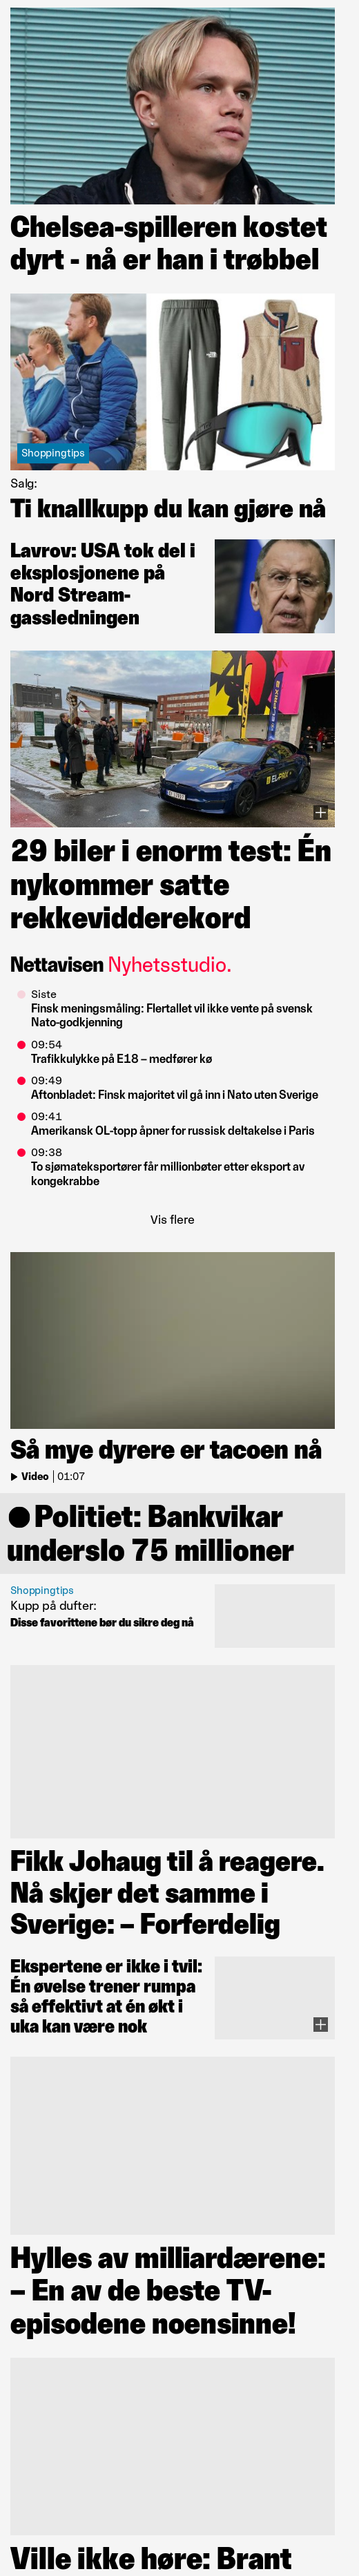 Chelsea-spilleren kostet
dyrt - nå er han i trøbbel
Shoppingtips
Salg:
Ti knallkupp du kan gjøre nå
Lavrov: USA tok del i
eksplosjonene på
Nord Stream-
gassledningen
EL-PRIX
29 biler i enorm test: Én
nykommer satte
rekkevidderekord
Nettavisen Nyhetsstudio.
Siste
Finsk meningsmåling: Flertallet vil ikke vente på svensk
Nato-godkjenning
09:54
Trafikkulykke på E18 – medfører kø
09:49
Aftonbladet: Finsk majoritet vil gå inn i Nato uten Sverige
09:41
Amerikansk OL-topp åpner for russisk deltakelse i Paris
09:38
To sjømateksportører får millionbøter etter eksport av
kongekrabbe
Vis flere
Så mye dyrere er tacoen nå
Video 01:07
Politiet: Bankvikar
underslo 75 millioner
Shoppingtips
Kupp på dufter:
Disse favorittene bør du sikre deg nå
Fikk Johaug til å reagere.
Nå skjer det samme i
Sverige: – Forferdelig
Ekspertene er ikke i tvil:
Én øvelse trener rumpa
så effektivt at én økt i
uka kan være nok
Hylles av milliardærene:
– En av de beste TV-
episodene noensinne!
Ville ikke høre: Brant